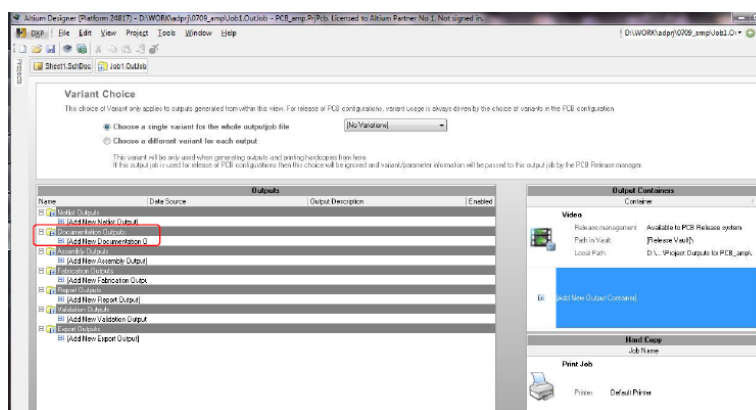 Altium Designer (Platform 24817) - D:\WORK\adprj\0709_amp\Job1.OutJob - PCB_amp.PrjPcb. Licensed to Altium Partner No 1. Not signed in.
DXP File Edit View Project Tools Window Help
D:\WORK\adprj\0709_amp\Job1.O
Projects
Sheet1.SchDoc Job1.OutJob
Variant Choice
This choice of Variant only applies to outputs generated from within this view. For release of PCB configurations, variant usage is always driven by the choice of variants in the PCB configuration
Choose a single variant for the whole outputjob file [No Variations]
Choose a different variant for each output
This variant will be only used when generating outputs and printing hardcopies from here.
If this output job is used for release of PCB configurations then this choice will be ignored and variant/parameter information will be passed to this output job by the PCB Release manager.
Outputs
Name Data Source Output Description Enabled
Netlist Outputs
[Add New Netlist Output]
Documentation Outputs
[Add New Documentation O
Assembly Outputs
[Add New Assembly Output]
Fabrication Outputs
[Add New Fabrication Outpu
Report Outputs
[Add New Report Output]
Validation Outputs
[Add New Validation Output
Export Outputs
[Add New Export Output]
Output Containers
Container
Video
Release management Available to PCB Release system
Path in Vault [Release Vault]\
Local Path D:\...\Project Outputs for PCB_amp\
[Add New Output Container]
Hard Copy
Job Name
Print Job
Printer Default Printer